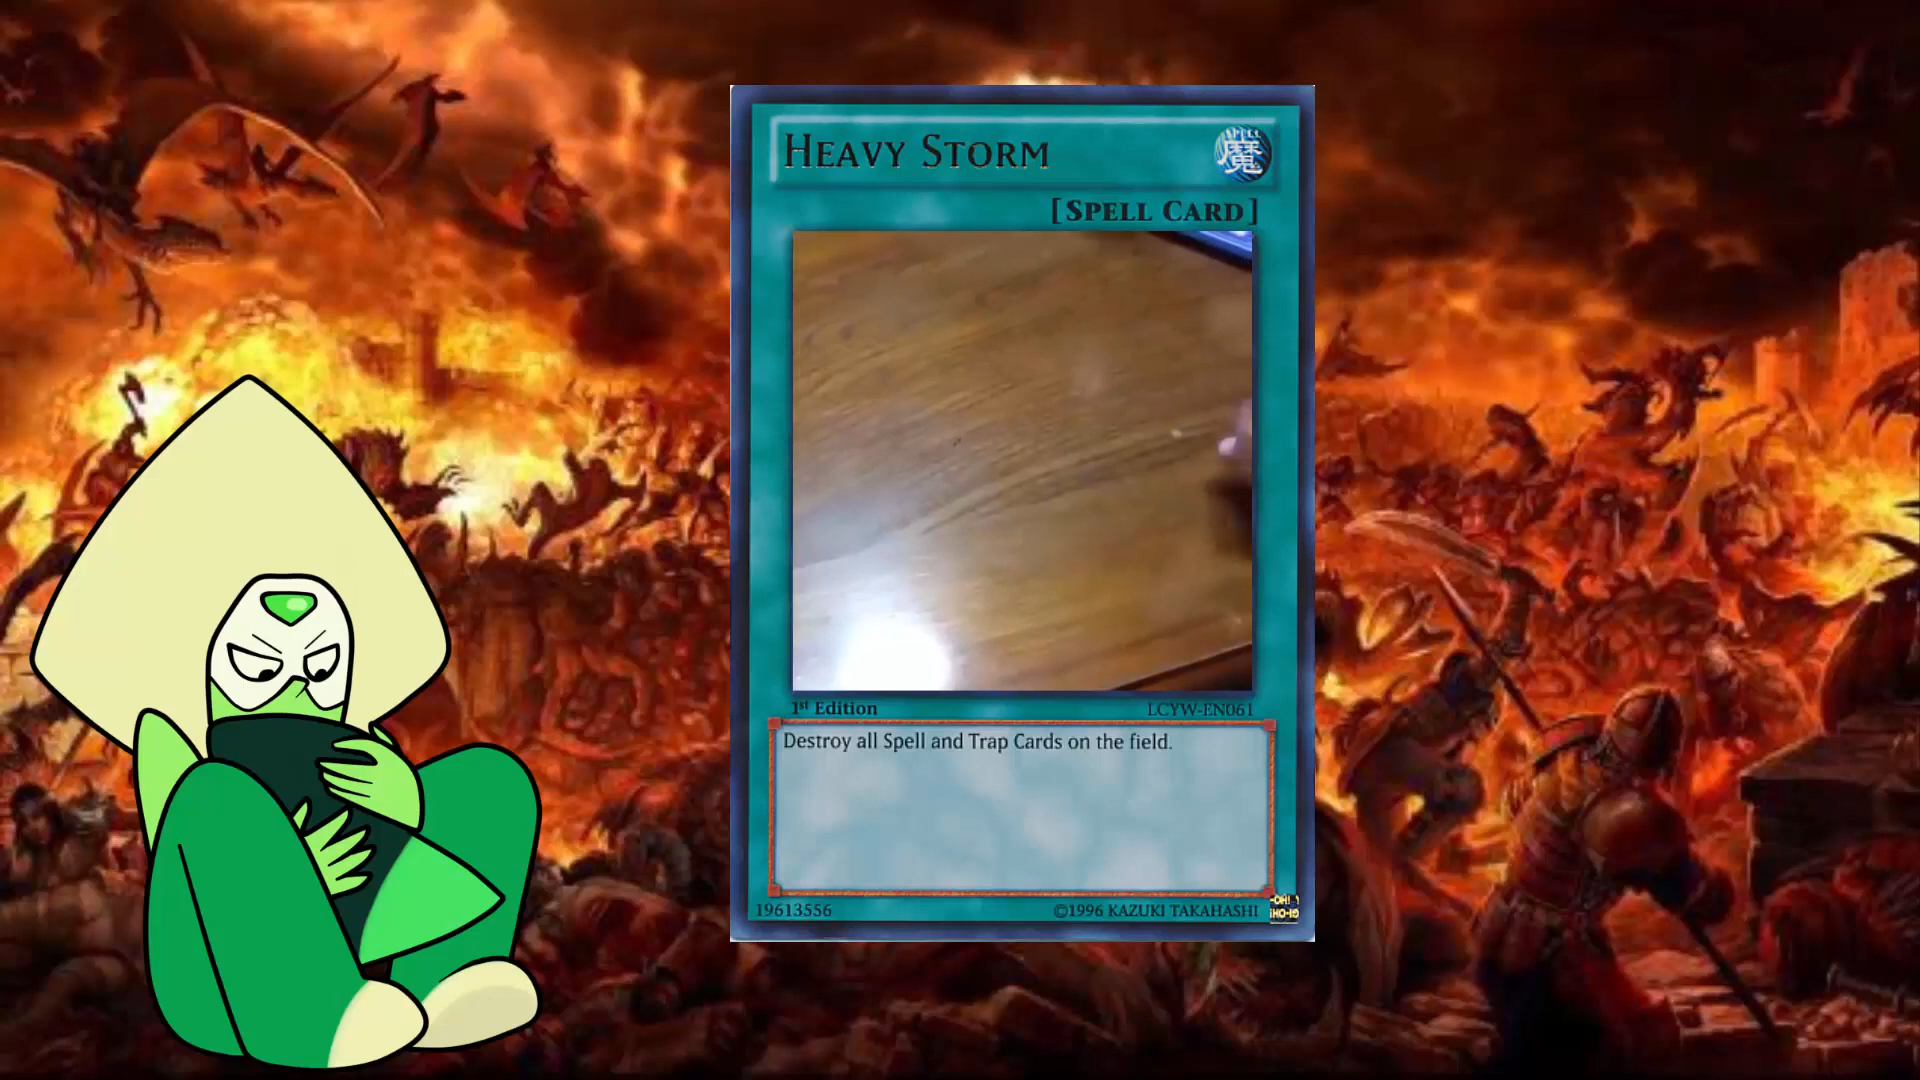 HEAVY STORM
SPELL
魔
[SPELL CARD]
1st Edition
LCYW-EN061
Destroy all Spell and Trap Cards on the field.
19613556
©1996 KAZUKI TAKAHASHI